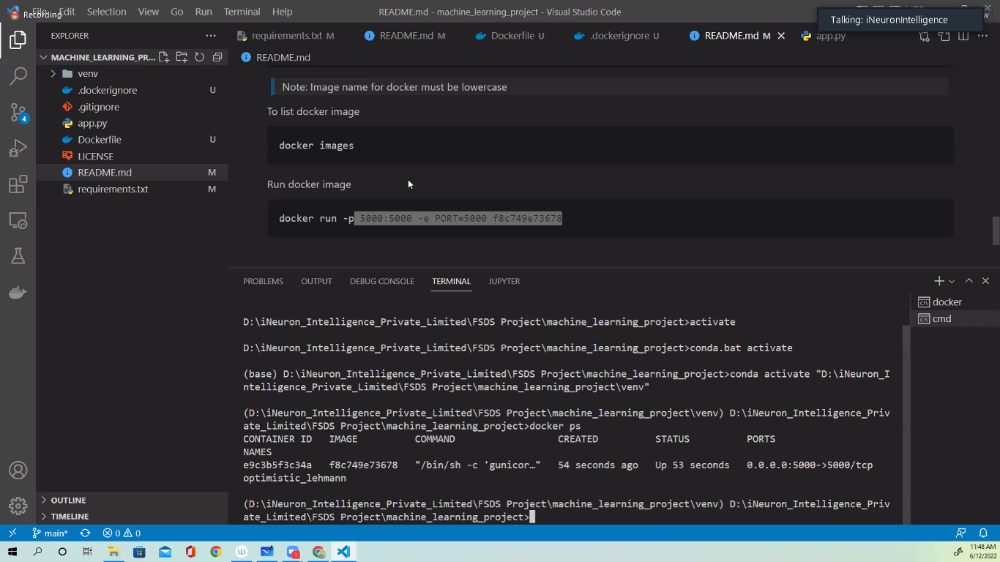 Recording
File Edit Selection View Go Run Terminal Help
README.md - machine_learning_project - Visual Studio Code
Talking: iNeuronIntelligence
EXPLORER
requirements.txt M
README.md M
Dockerfile U
.dockerignore U
README.md M
app.py
MACHINE_LEARNING_PR...
README.md
venv
.dockerignore U
.gitignore
app.py
Dockerfile U
LICENSE
README.md M
requirements.txt M
4
Note: Image name for docker must be lowercase
To list docker image
docker images
Run docker image
docker run -p 5000:5000 -e PORT=5000 f8c749e73678
PROBLEMS OUTPUT DEBUG CONSOLE TERMINAL JUPYTER
docker
cmd
D:\iNeuron_Intelligence_Private_Limited\FSDS Project\machine_learning_project>activate
D:\iNeuron_Intelligence_Private_Limited\FSDS Project\machine_learning_project>conda.bat activate
(base) D:\iNeuron_Intelligence_Private_Limited\FSDS Project\machine_learning_project>conda activate "D:\iNeuron_I
ntelligence_Private_Limited\FSDS Project\machine_learning_project\venv"
(D:\iNeuron_Intelligence_Private_Limited\FSDS Project\machine_learning_project\venv) D:\iNeuron_Intelligence_Priv
ate_Limited\FSDS Project\machine_learning_project>docker ps
CONTAINER ID IMAGE COMMAND CREATED STATUS PORTS
NAMES
e9c3b5f3c34a f8c749e73678 "/bin/sh -c 'gunicor…" 54 seconds ago Up 53 seconds 0.0.0.0:5000->5000/tcp
optimistic_lehmann
(D:\iNeuron_Intelligence_Private_Limited\FSDS Project\machine_learning_project\venv) D:\iNeuron_Intelligence_Priv
ate_Limited\FSDS Project\machine_learning_project>
OUTLINE
TIMELINE
main* 0 0
1
11:48 AM
6/12/2022